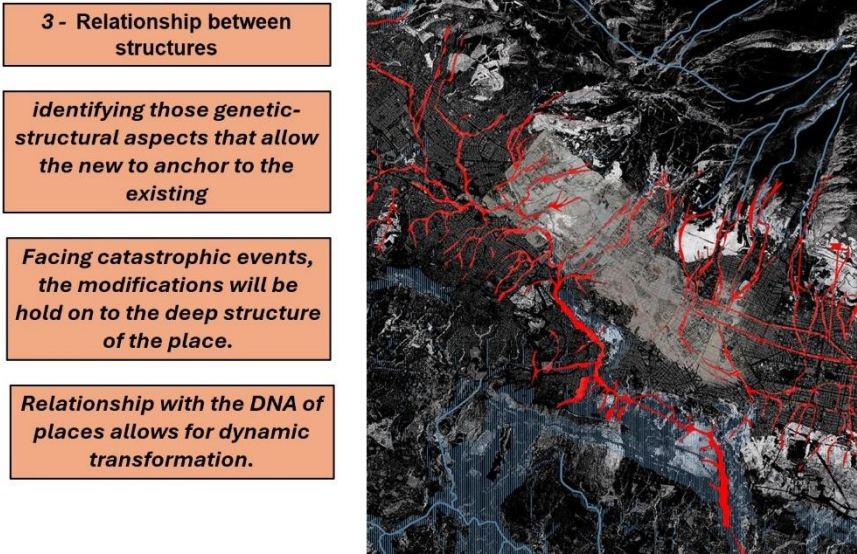 3 - Relationship between
structures
identifying those genetic-
structural aspects that allow
the new to anchor to the
existing
Facing catastrophic events,
the modifications will be
hold on to the deep structure
of the place.
Relationship with the DNA of
places allows for dynamic
transformation.